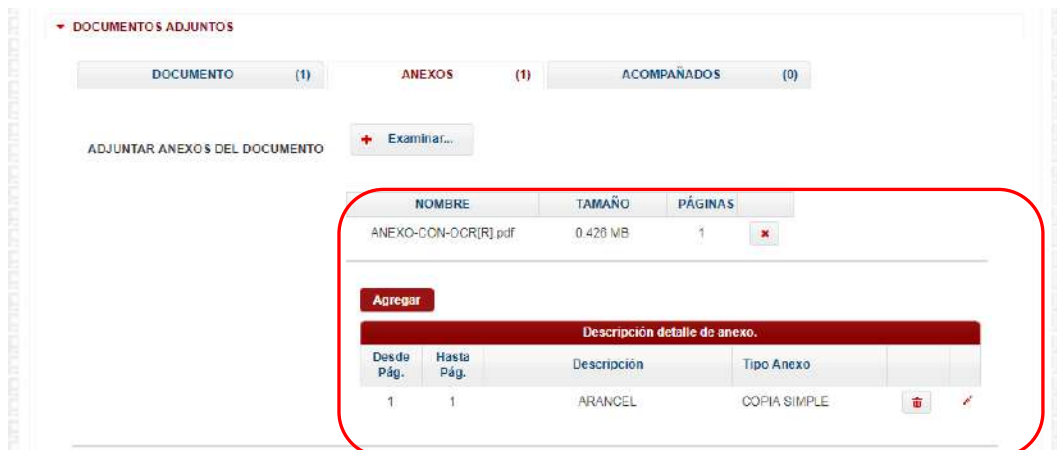 DOCUMENTOS ADJUNTOS
DOCUMENTO (1) ANEXOS (1) ACOMPAÑADOS (0)
ADJUNTAR ANEXOS DEL DOCUMENTO Examinar...
NOMBRE TAMAÑO PÁGINAS
ANEXO-CON-OCR[R].pdf 0.426 MB 1
Agregar
Descripción detalle de anexo.
Desde Pág. Hasta Pág. Descripción Tipo Anexo
1 1 ARANCEL COPIA SIMPLE